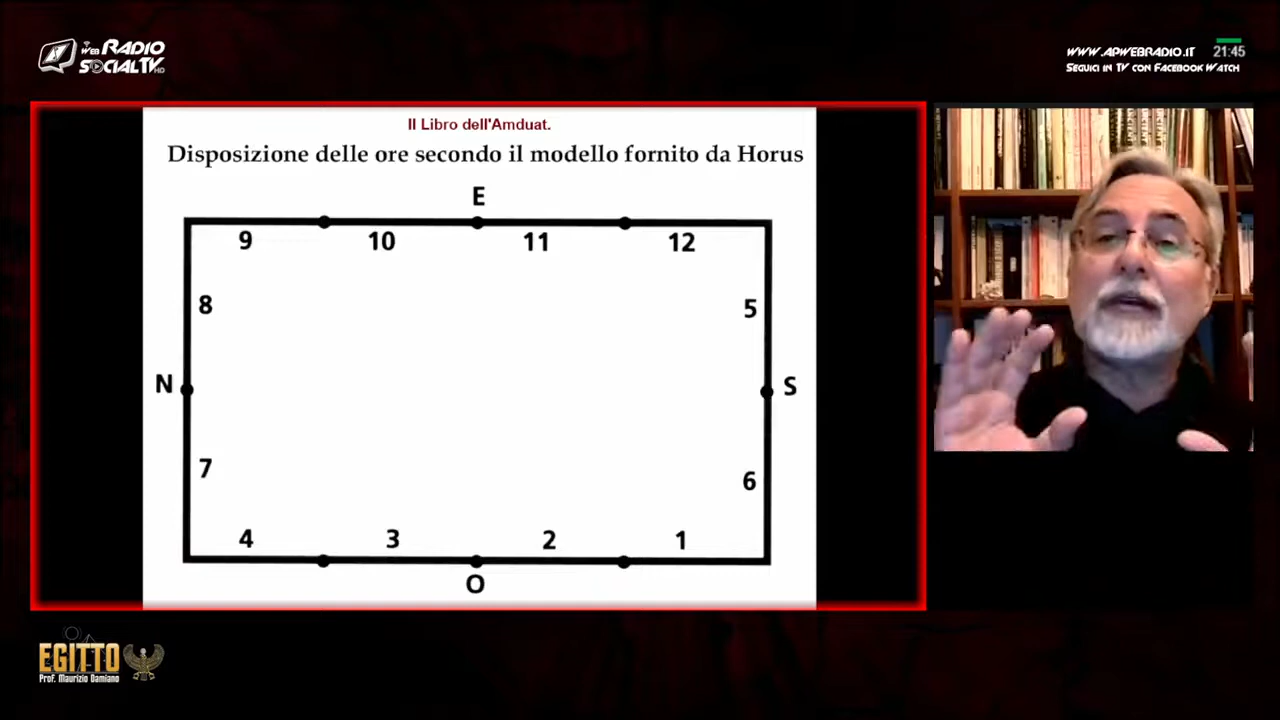 WEB RADIO
SOCIALTV HD
WWW.APWEBRADIO.IT
21:45
SEGUICI IN TV CON FACEBOOK WATCH
Il Libro dell'Amduat.
Disposizione delle ore secondo il modello fornito da Horus
E
9 10 11 12
8 5
N S
7 6
4 3 2 1
O
EGITTO
Prof. Maurizio Damiano